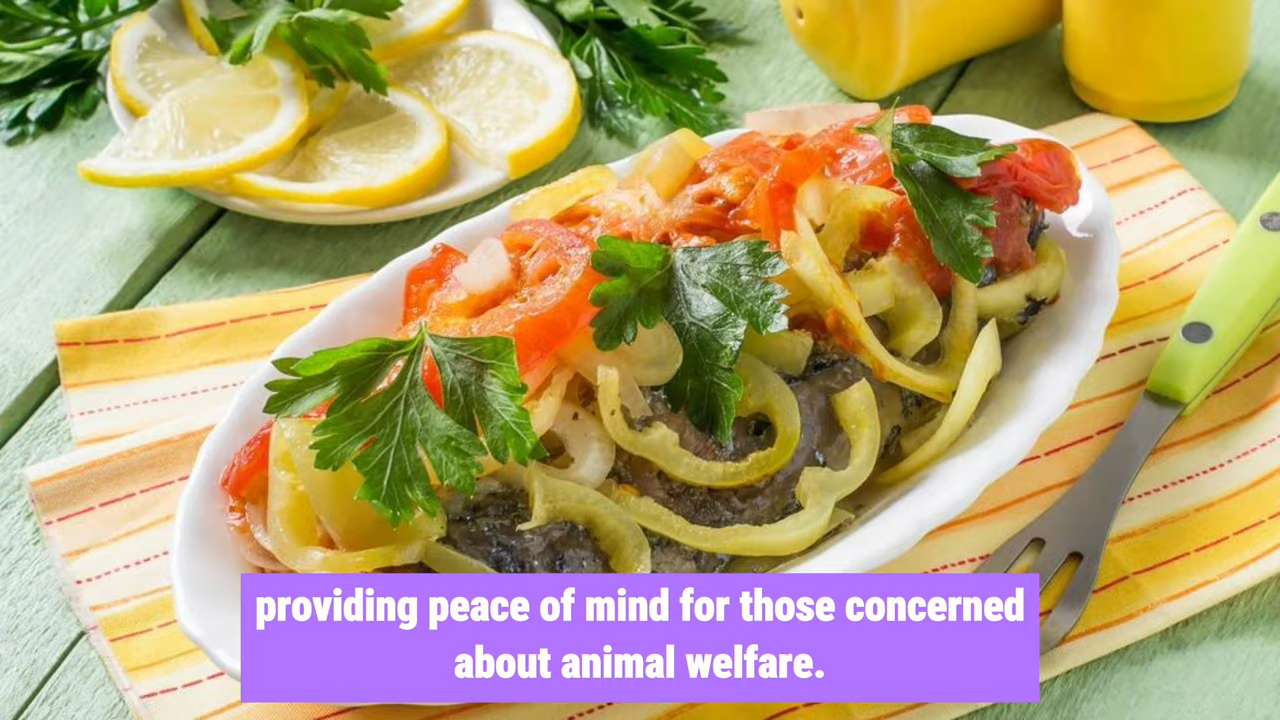 providing peace of mind for those concerned
about animal welfare.